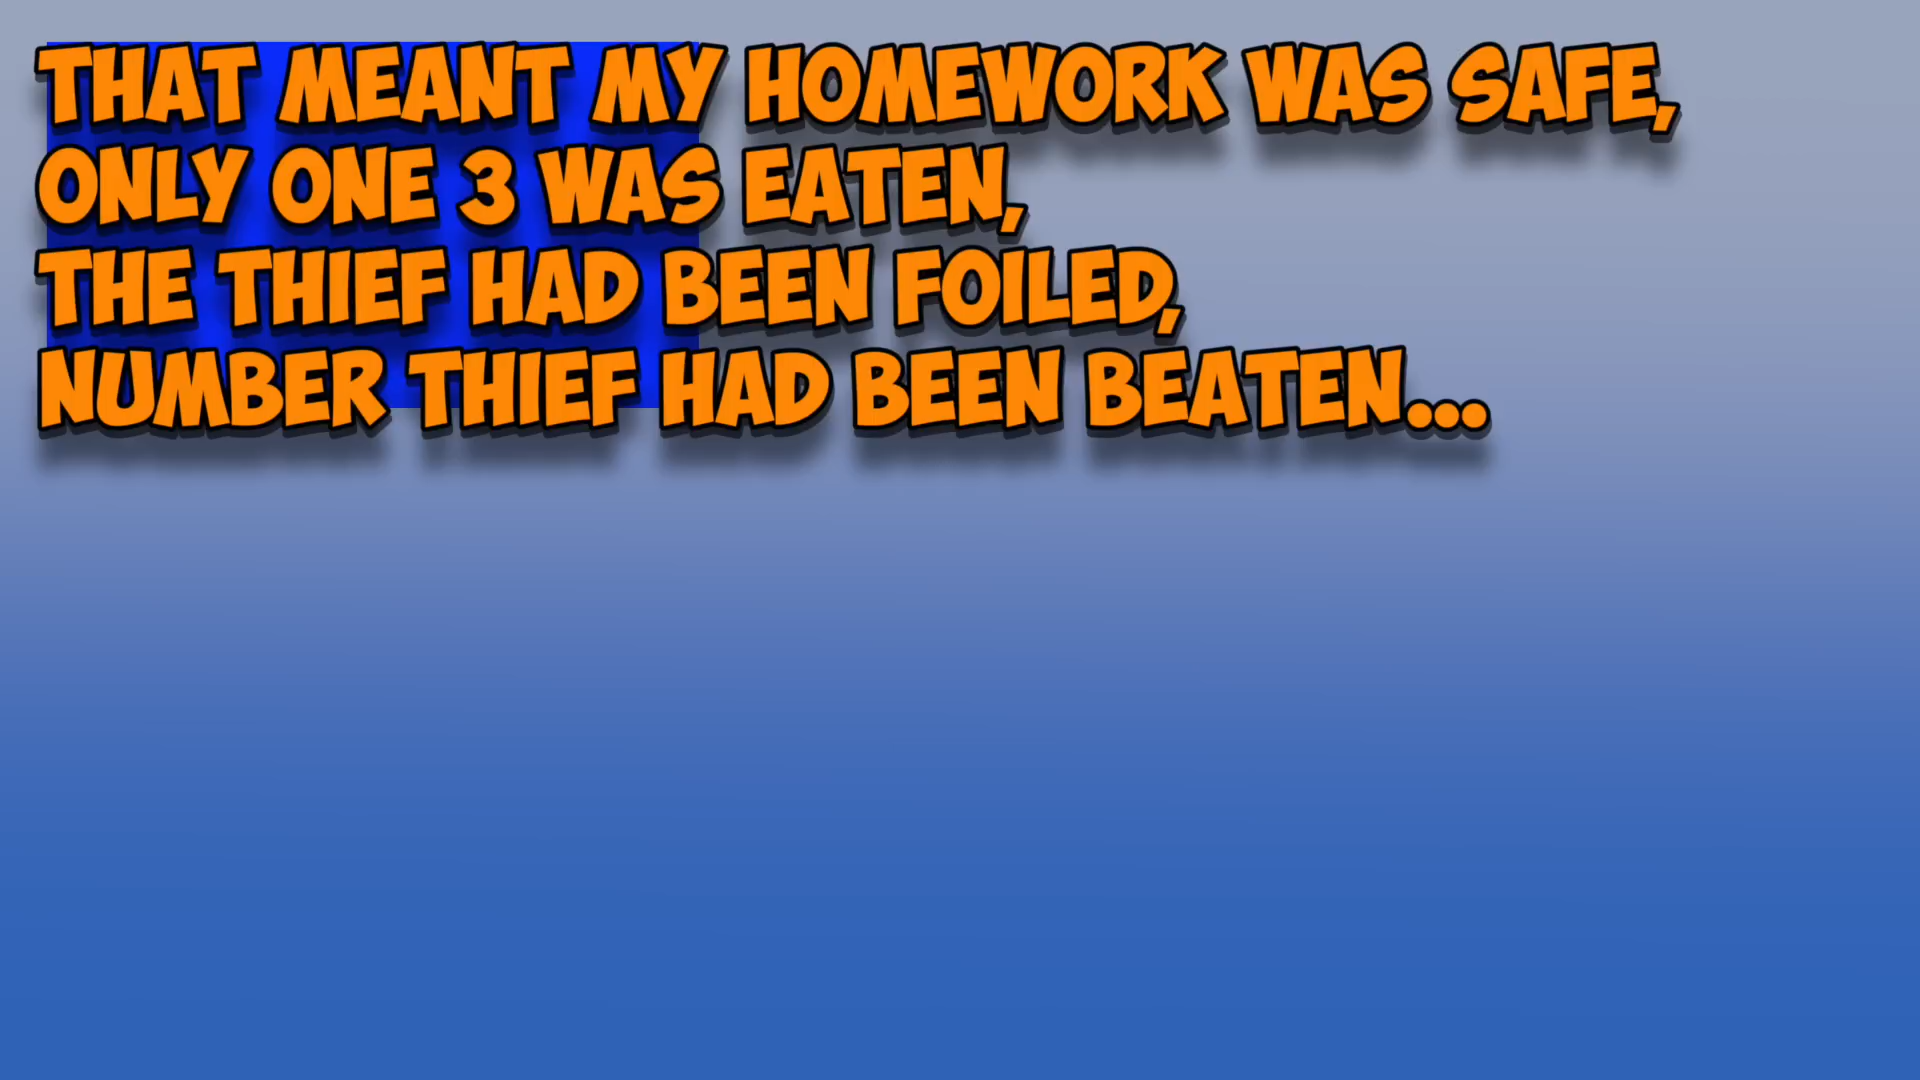 THAT MEANT MY HOMEWORK WAS SAFE,
ONLY ONE 3 WAS EATEN,
THE THIEF HAD BEEN FOILED,
NUMBER THIEF HAD BEEN BEATEN...